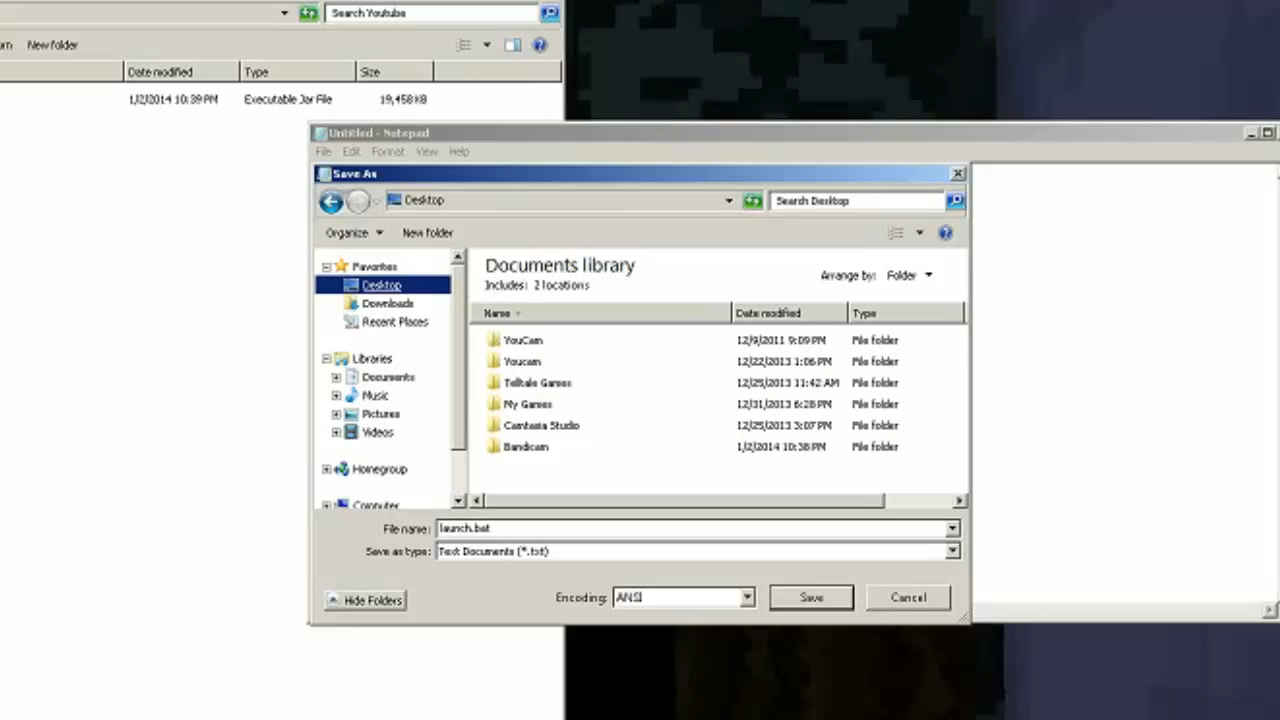 Search Youtube
New folder
Date modified Type Size
1/2/2014 10:39 PM Executable Jar File 19,458 KB
Untitled - Notepad
File Edit Format View Help
Save As
Desktop Search Desktop
Organize New folder
Favorites
Desktop
Downloads
Recent Places
Libraries
Documents
Music
Pictures
Videos
Homegroup
Computer
Documents library
Includes: 2 locations
Arrange by: Folder
Name Date modified Type
YouCam 12/9/2011 9:09 PM File folder
Youcam 12/22/2013 1:06 PM File folder
Telltale Games 12/25/2013 11:42 AM File folder
My Games 12/31/2013 6:28 PM File folder
Camtasia Studio 12/25/2013 3:07 PM File folder
Bandicam 1/2/2014 10:38 PM File folder
File name: launch.bat
Save as type: Text Documents (*.txt)
Hide Folders Encoding: ANSI Save Cancel